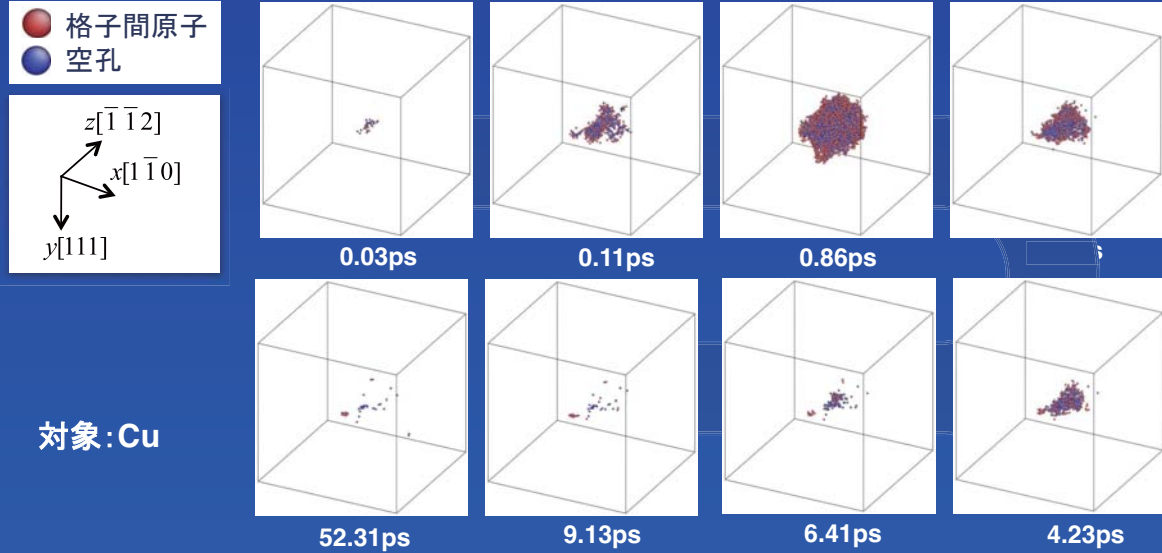 格子間原子
空孔
z[1̅ 1̅ 2]
x[1 1̅ 0]
y[111]
0.03ps
0.11ps
0.86ps
s
対象:Cu
52.31ps
9.13ps
6.41ps
4.23ps